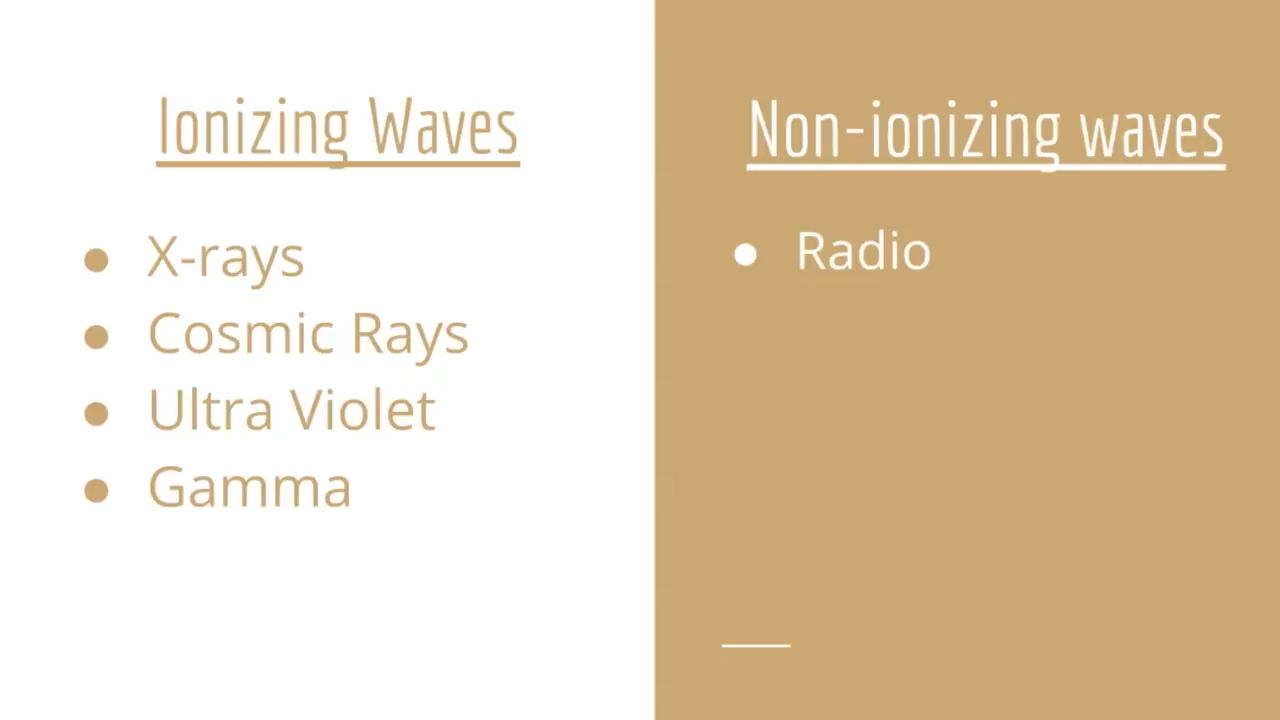 Ionizing Waves
● X-rays
● Cosmic Rays
● Ultra Violet
● Gamma
Non-ionizing waves
● Radio